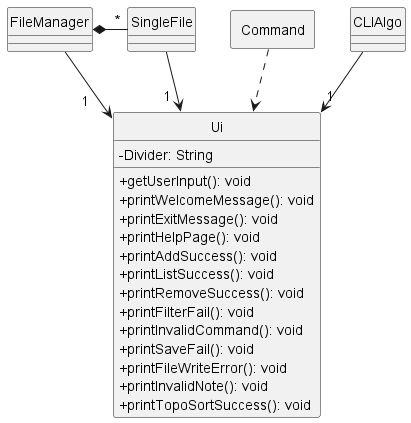 FileManager
*
SingleFile
Command
CLIAlgo
1
1
1
Ui
-Divider: String
+getUserInput(): void
+printWelcomeMessage(): void
+printExitMessage(): void
+printHelpPage(): void
+printAddSuccess(): void
+printListSuccess(): void
+printRemoveSuccess(): void
+printFilterFail(): void
+printInvalidCommand(): void
+printSaveFail(): void
+printFileWriteError(): void
+printInvalidNote(): void
+printTopoSortSuccess(): void